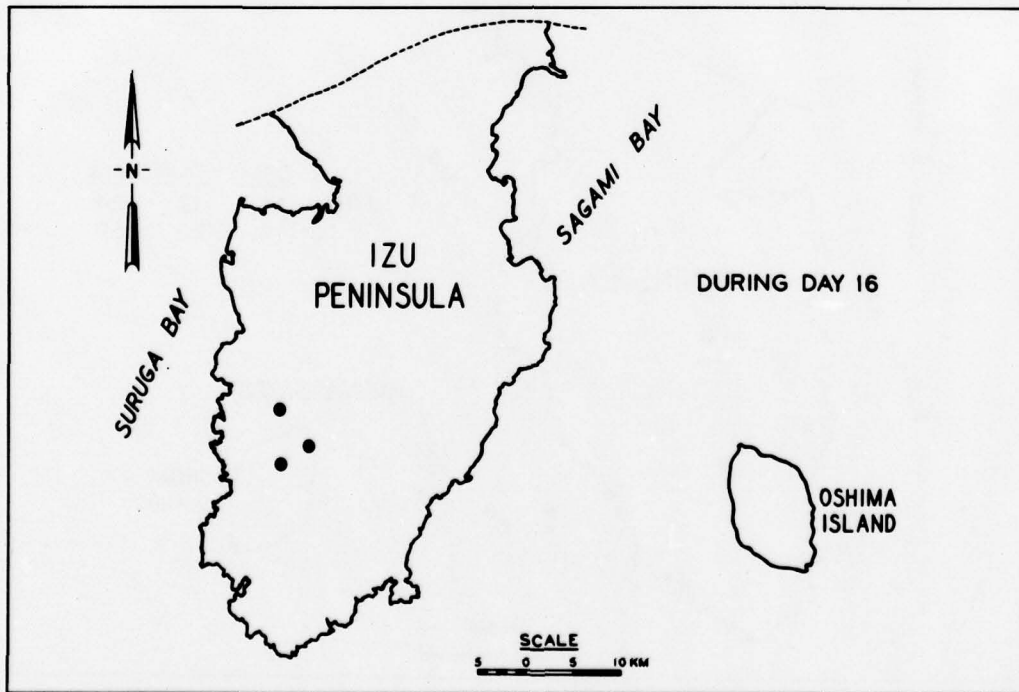 -N-
SURUGA BAY
IZU
PENINSULA
SAGAMI BAY
DURING DAY 16
OSHIMA
ISLAND
SCALE
5 0 5 10 KM